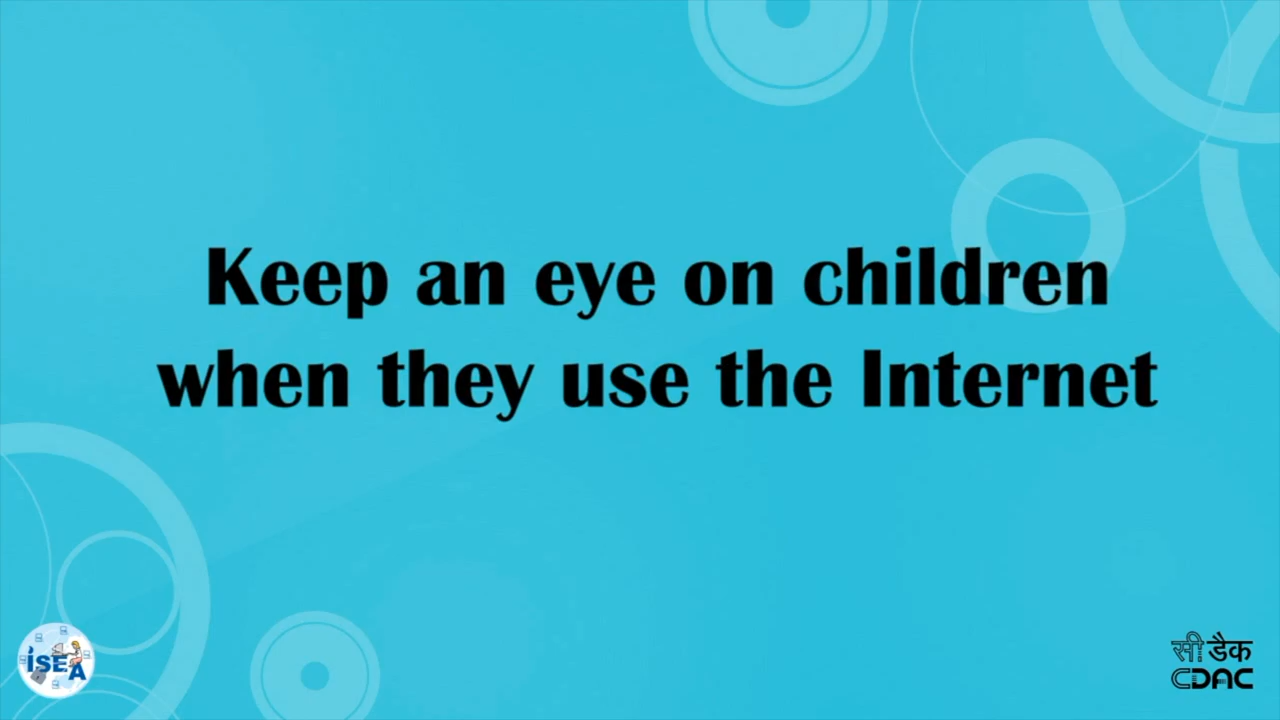 Keep an eye on children
when they use the Internet
ISEA
सी डैक
CDAC